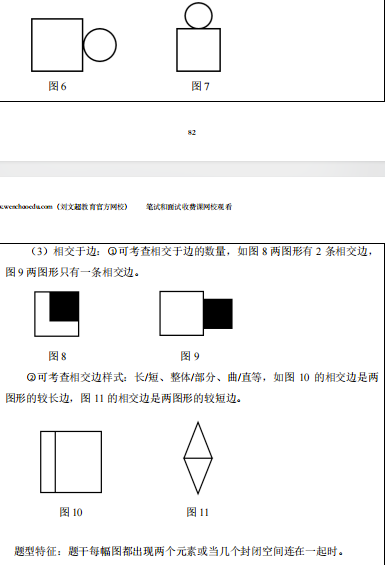 图 6
图 7
82
wenchaoedu.com（刘文超教育官方网校） 笔试和面试收费课网校观看
（3）相交于边：①可考查相交于边的数量，如图 8 两图形有 2 条相交边，
图 9 两图形只有一条相交边。
图 8
图 9
②可考查相交边样式：长/短、整体/部分、曲/直等，如图 10 的相交边是两
图形的较长边，图 11 的相交边是两图形的较短边。
图 10
图 11
题型特征：题干每幅图都出现两个元素或当几个封闭空间连在一起时。